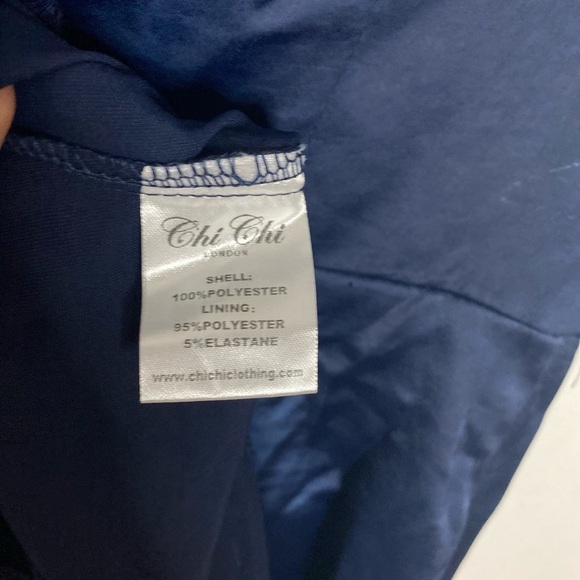 Chi Chi
LONDON
SHELL:
100%POLYESTER
LINING:
95%POLYESTER
5%ELASTANE
www.chichiclothing.com